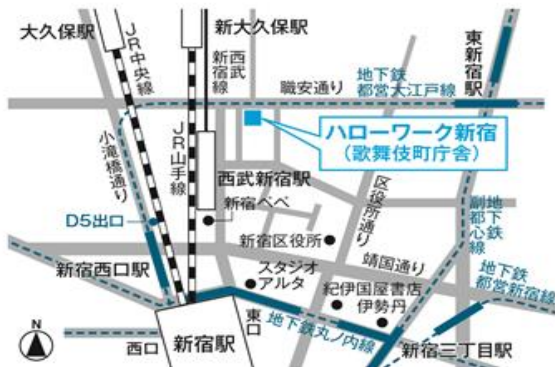 大久保駅
新大久保駅
JR中央線
西武
新宿線
東新宿駅
地下鉄
都営大江戸線
職安通り
ハローワーク新宿
(歌舞伎町庁舎)
小滝橋通り
JR山手線
西武新宿駅
新宿ペペ
D5出口
区役所通り
副都心線
地下鉄
新宿区役所
靖国通り
新宿西口駅
スタジオ
アルタ
紀伊国屋書店
伊勢丹
地下鉄
都営新宿線
地下鉄丸ノ内線
東口
西口
新宿駅
新宿三丁目駅
N